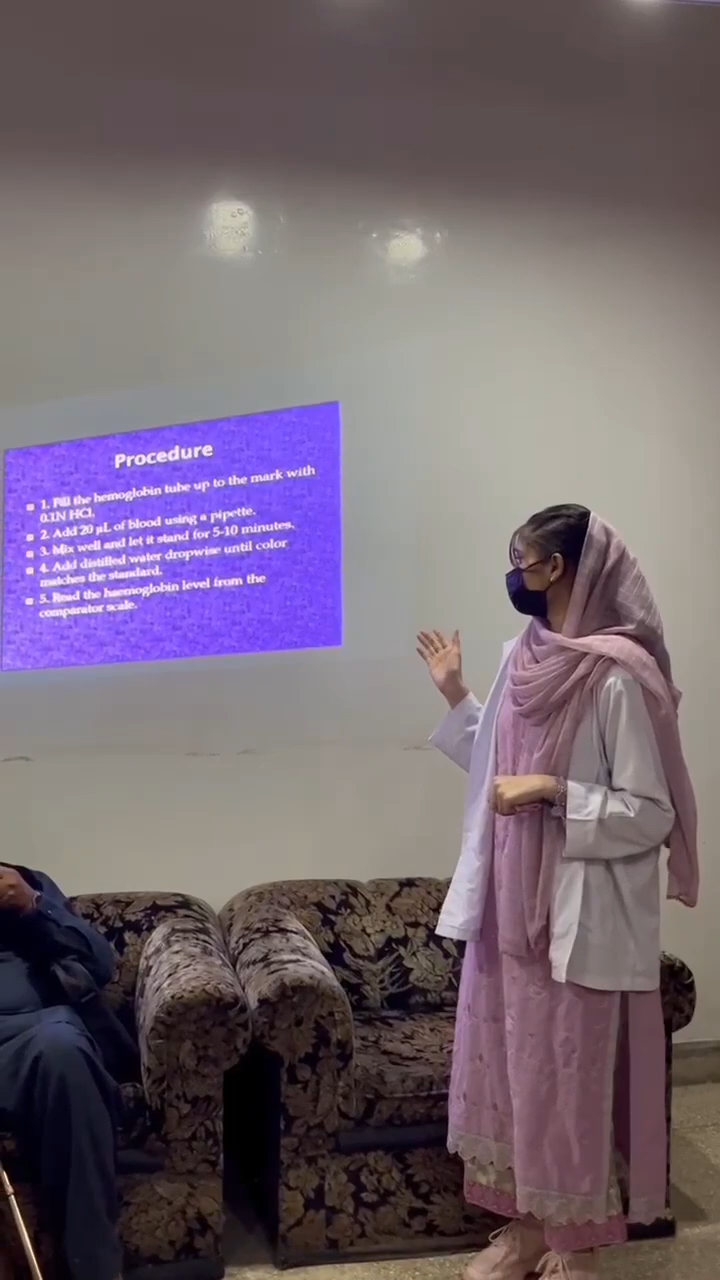 Procedure
1. Fill the hemoglobin tube up to the mark with
0.1N HCl.
2. Add 20 µL of blood using a pipette.
3. Mix well and let it stand for 5-10 minutes.
4. Add distilled water dropwise until color
matches the standard.
5. Read the haemoglobin level from the
comparator scale.